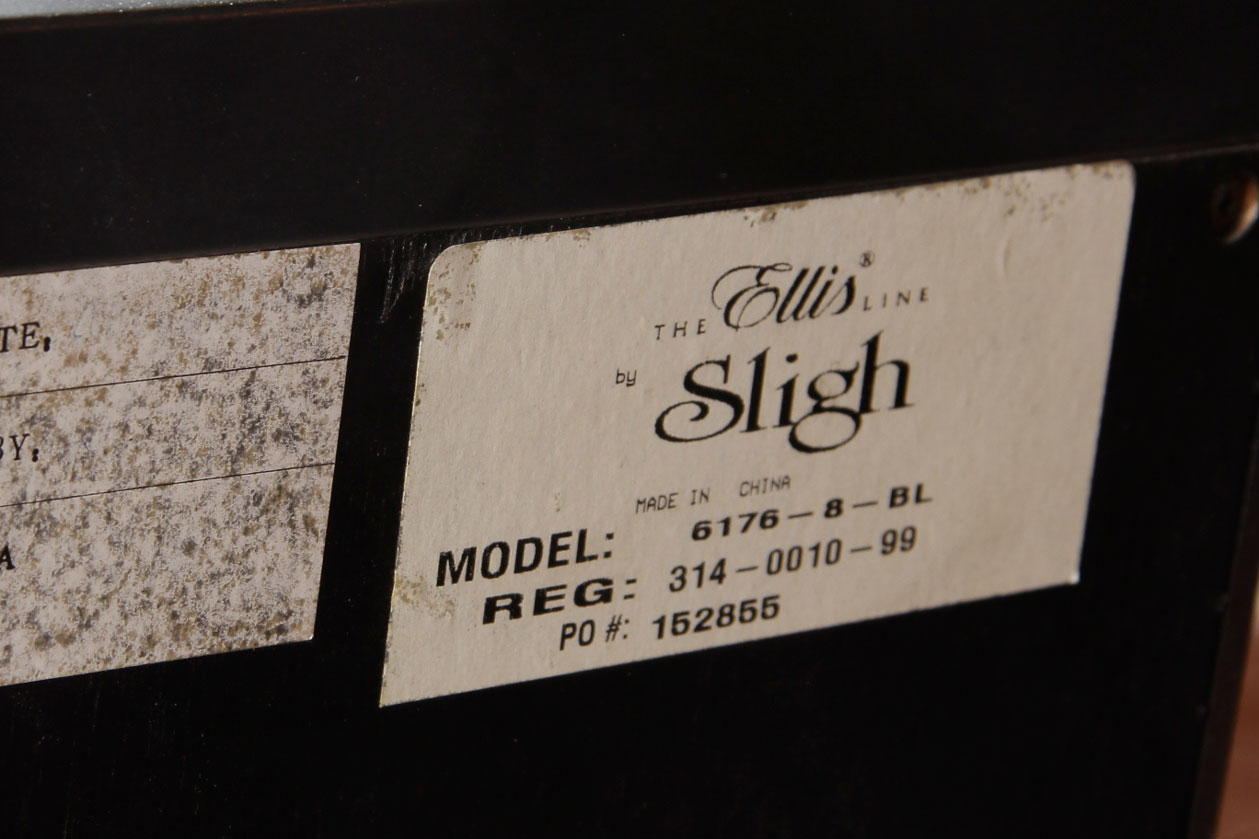 TE,
BY,
A
THE Ellis® LINE
by Sligh
MADE IN CHINA
MODEL: 6176-8-BL
REG: 314-0010-99
PO #: 152855